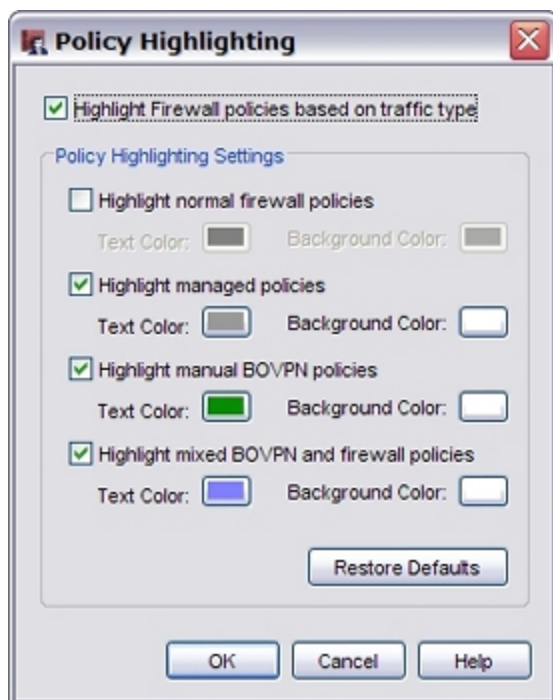 Policy Highlighting
Highlight Firewall policies based on traffic type
Policy Highlighting Settings
Highlight normal firewall policies
Text Color: Background Color:
Highlight managed policies
Text Color: Background Color:
Highlight manual BOVPN policies
Text Color: Background Color:
Highlight mixed BOVPN and firewall policies
Text Color: Background Color:
Restore Defaults
OK Cancel Help